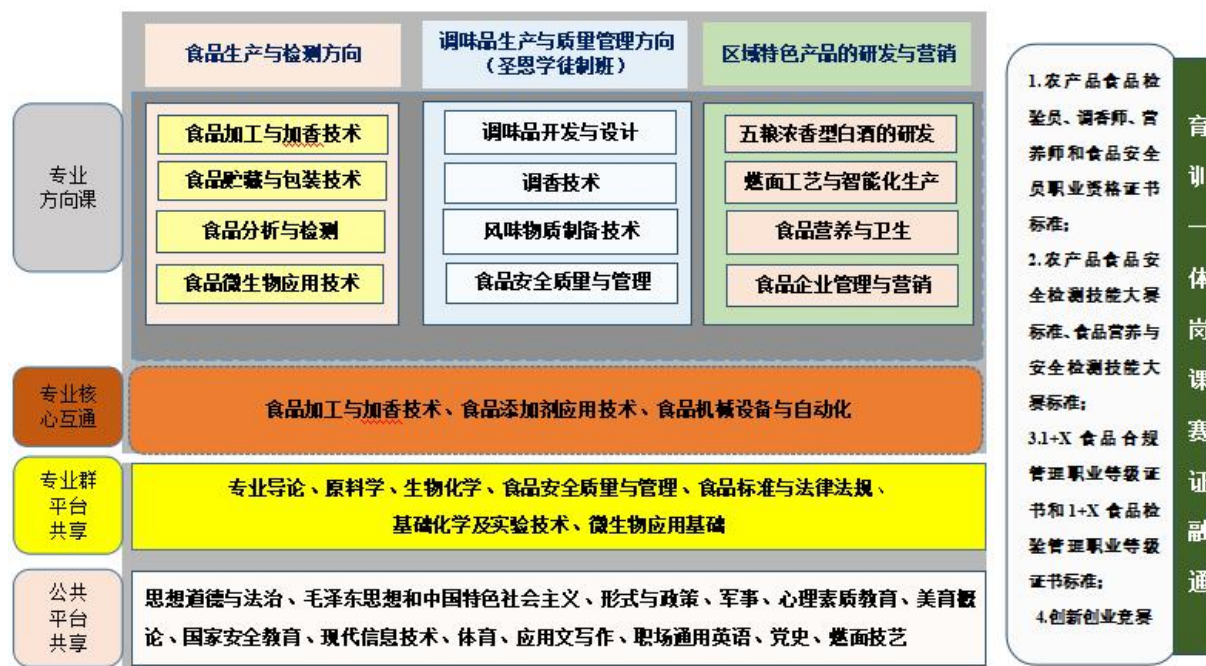 食品生产与检测方向
调味品生产与质量管理方向
（圣恩学徒制班）
区域特色产品的研发与营销
专业
方向课
食品加工与加香技术
食品贮藏与包装技术
食品分析与检测
食品微生物应用技术
调味品开发与设计
调香技术
风味物质制备技术
食品安全质量与管理
五粮浓香型白酒的研发
燃面工艺与智能化生产
食品营养与卫生
食品企业管理与营销
专业核
心互通
食品加工与加香技术、食品添加剂应用技术、食品机械设备与自动化
专业群
平台
共享
专业导论、原料学、生物化学、食品安全质量与管理、食品标准与法律法规、
基础化学及实验技术、微生物应用基础
公共
平台
共享
思想道德与法治、毛泽东思想和中国特色社会主义、形式与政策、军事、心理素质教育、美育概
论、国家安全教育、现代信息技术、体育、应用文写作、职场通用英语、党史、燃面技艺
1.农产品食品检
验员、调香师、营
养师和食品安全
员职业资格证书
标准；
2.农产品食品安
全检测技能大赛
标准、食品营养与
安全检测技能大
赛标准；
3.1+X 食品合规
管理职业等级证
书和1+X 食品检
验管理职业等级
证书标准；
4.创新创业竞赛
育
训
一
体
岗
课
赛
证
融
通